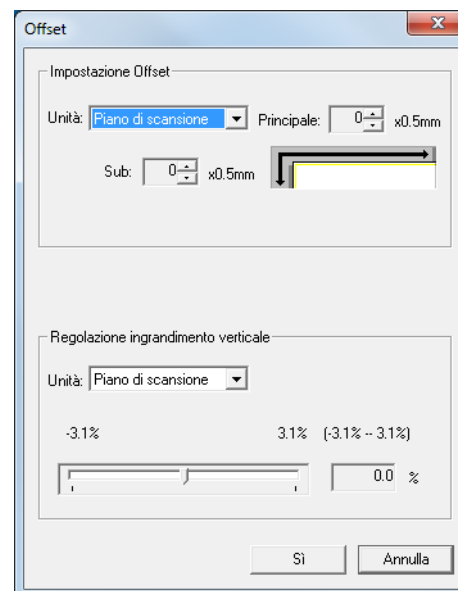 Offset
Impostazione Offset
Unità: Piano di scansione Principale: 0 x0.5mm
Sub: 0 x0.5mm
Regolazione ingrandimento verticale
Unità: Piano di scansione
-3.1% 3.1% (-3.1% -- 3.1%)
0.0 %
Sì Annulla